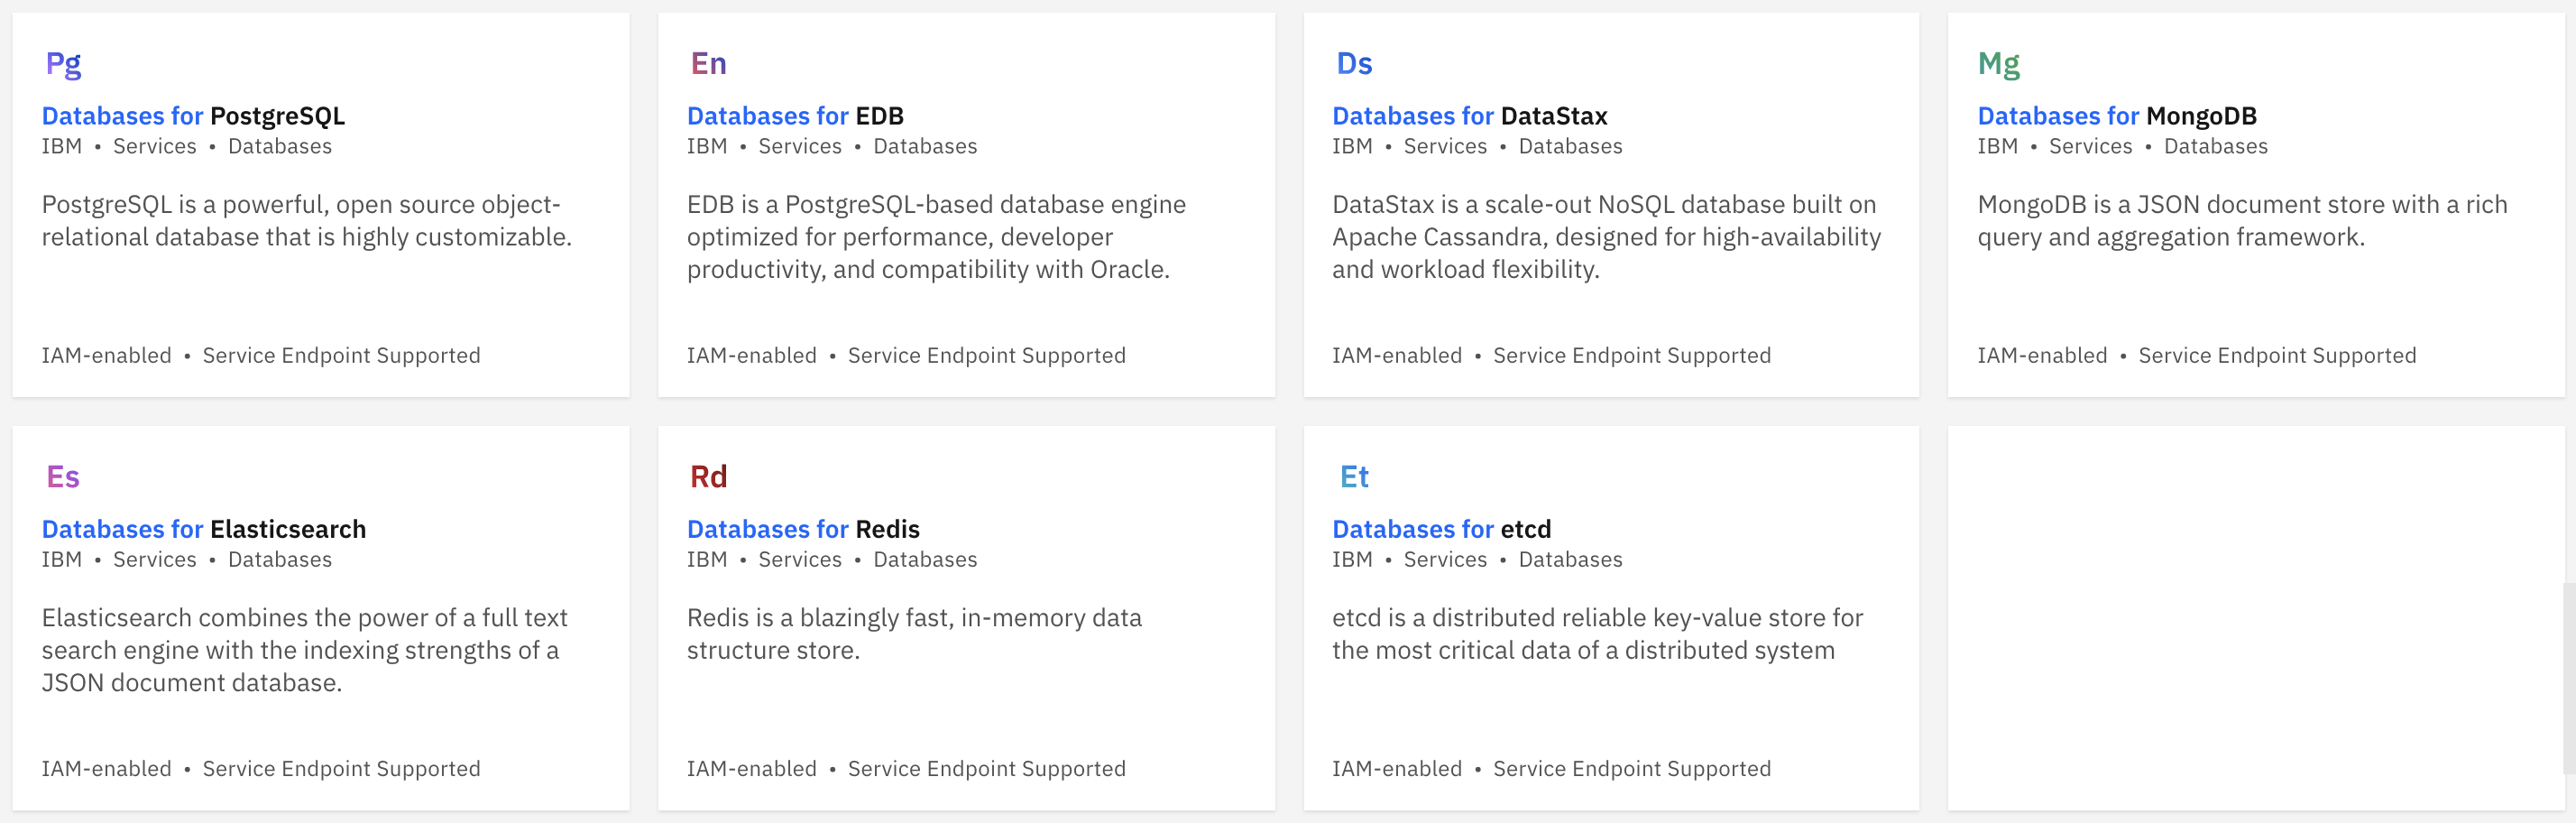 Pg
Databases for PostgreSQL
IBM • Services • Databases
PostgreSQL is a powerful, open source object-
relational database that is highly customizable.
IAM-enabled • Service Endpoint Supported
En
Databases for EDB
IBM • Services • Databases
EDB is a PostgreSQL-based database engine
optimized for performance, developer
productivity, and compatibility with Oracle.
IAM-enabled • Service Endpoint Supported
Ds
Databases for DataStax
IBM • Services • Databases
DataStax is a scale-out NoSQL database built on
Apache Cassandra, designed for high-availability
and workload flexibility.
IAM-enabled • Service Endpoint Supported
Mg
Databases for MongoDB
IBM • Services • Databases
MongoDB is a JSON document store with a rich
query and aggregation framework.
IAM-enabled • Service Endpoint Supported
Es
Databases for Elasticsearch
IBM • Services • Databases
Elasticsearch combines the power of a full text
search engine with the indexing strengths of a
JSON document database.
IAM-enabled • Service Endpoint Supported
Rd
Databases for Redis
IBM • Services • Databases
Redis is a blazingly fast, in-memory data
structure store.
IAM-enabled • Service Endpoint Supported
Et
Databases for etcd
IBM • Services • Databases
etcd is a distributed reliable key-value store for
the most critical data of a distributed system
IAM-enabled • Service Endpoint Supported